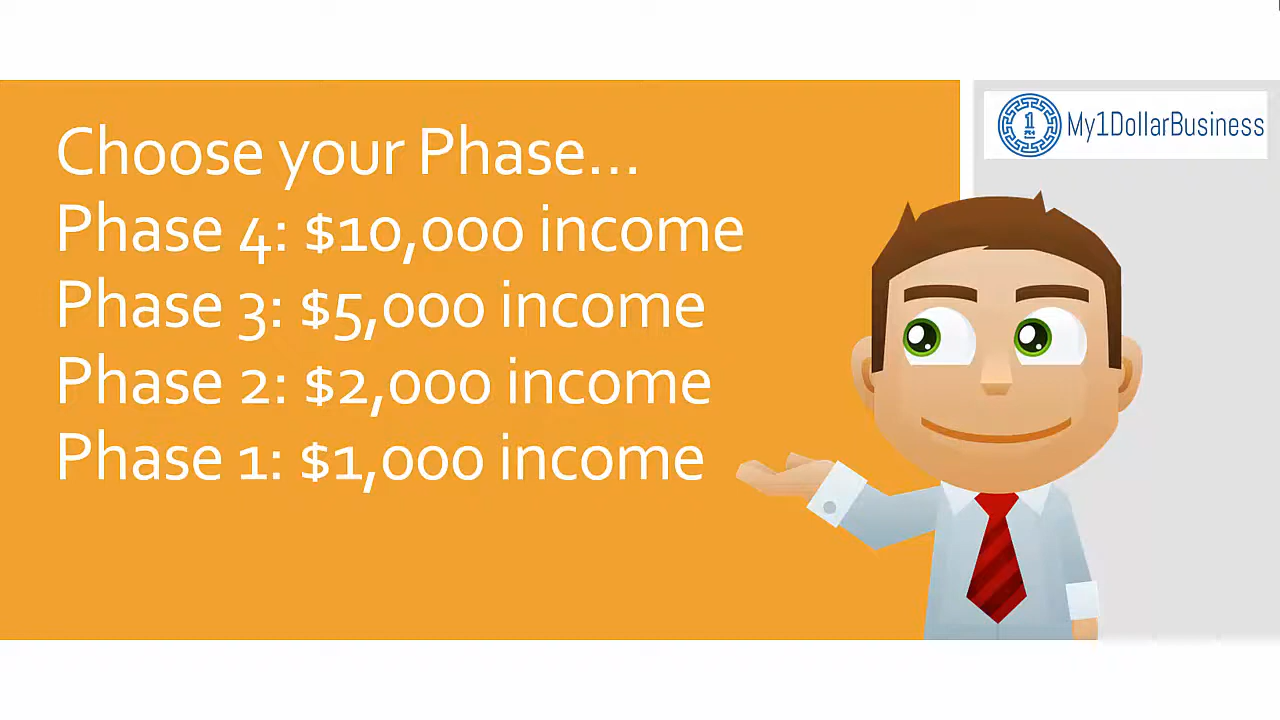 Choose your Phase...
Phase 4: $10,000 income
Phase 3: $5,000 income
Phase 2: $2,000 income
Phase 1: $1,000 income
1
My1DollarBusiness